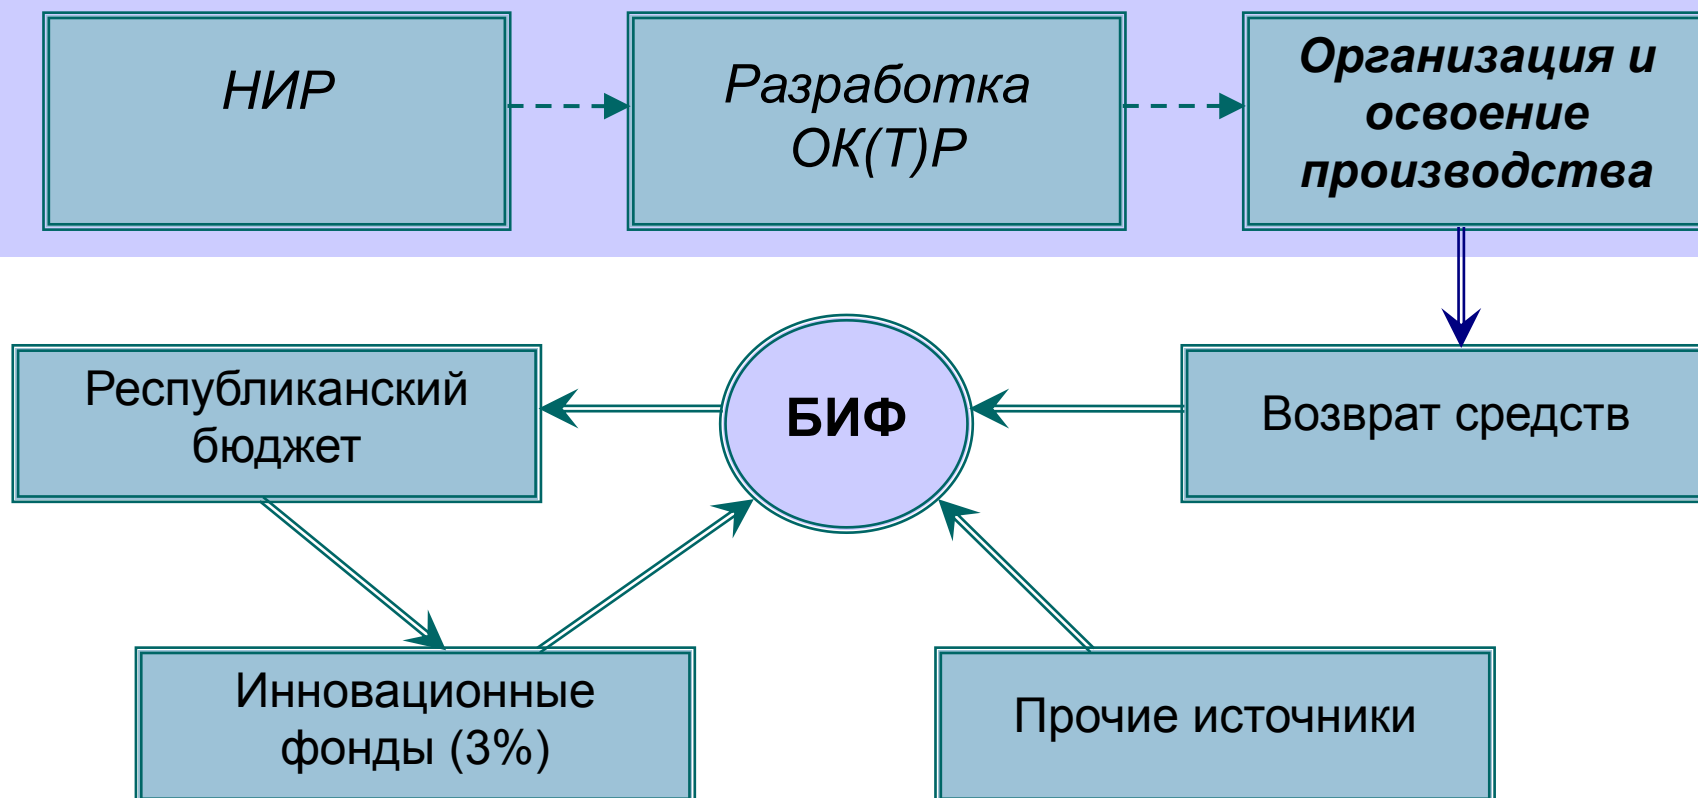 НИР
Разработка
ОК(Т)Р
Организация и
освоение
производства
Республиканский
бюджет
БИФ
Возврат средств
Инновационные
фонды (3%)
Прочие источники